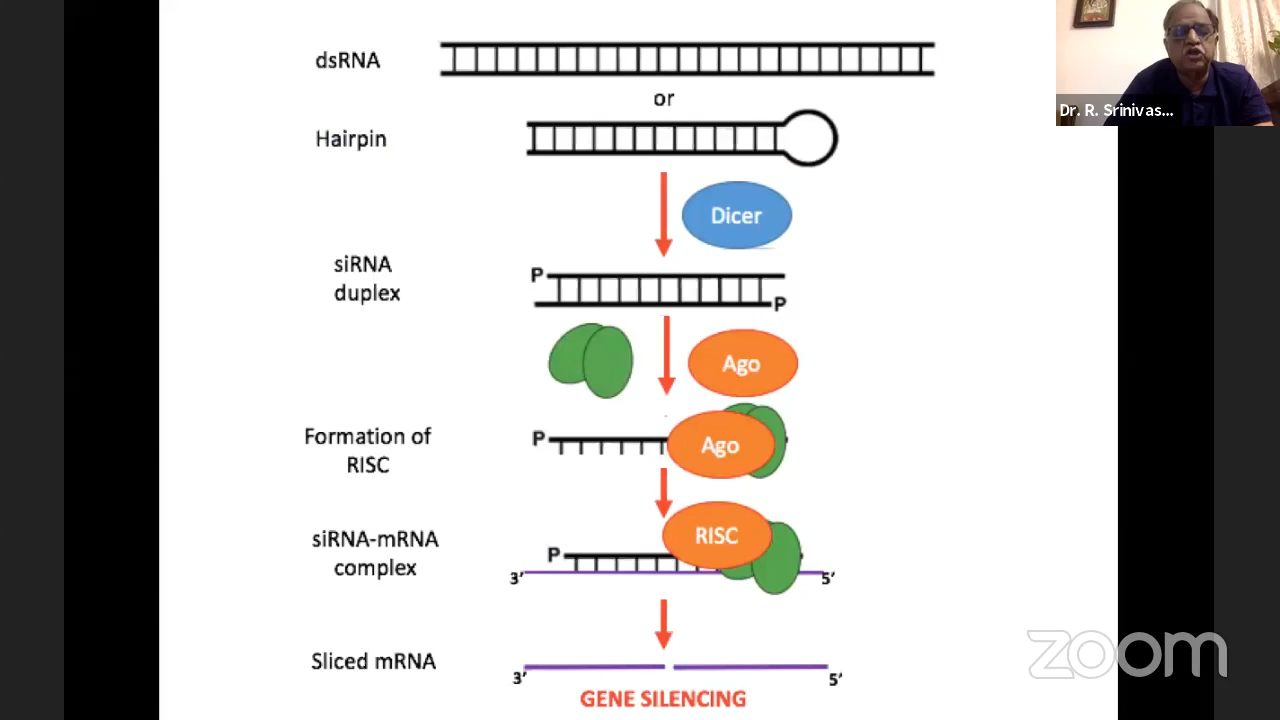 dsRNA
or
Hairpin
Dicer
siRNA
duplex
P
P
Ago
Formation of
RISC
P
Ago
siRNA-mRNA
complex
P
RISC
3’
5’
Sliced mRNA
3’
5’
GENE SILENCING
Dr. R. Srinivas...
zoom